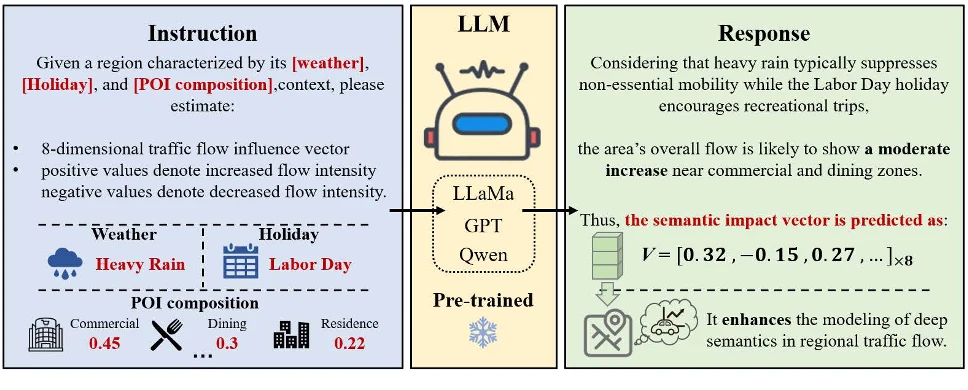 Instruction
Given a region characterized by its [weather],
[Holiday], and [POI composition],context, please
estimate:
• 8-dimensional traffic flow influence vector
• positive values denote increased flow intensity
negative values denote decreased flow intensity.
Weather
Heavy Rain
Holiday
Labor Day
POI composition
Commercial
0.45
Dining
0.3
...
Residence
0.22
LLM
LLaMa
GPT
Qwen
Pre-trained
Response
Considering that heavy rain typically suppresses
non-essential mobility while the Labor Day holiday
encourages recreational trips,
the area's overall flow is likely to show a moderate
increase near commercial and dining zones.
Thus, the semantic impact vector is predicted as:
V = [0.32 , −0.15, 0.27 , ...]×8
It enhances the modeling of deep
semantics in regional traffic flow.